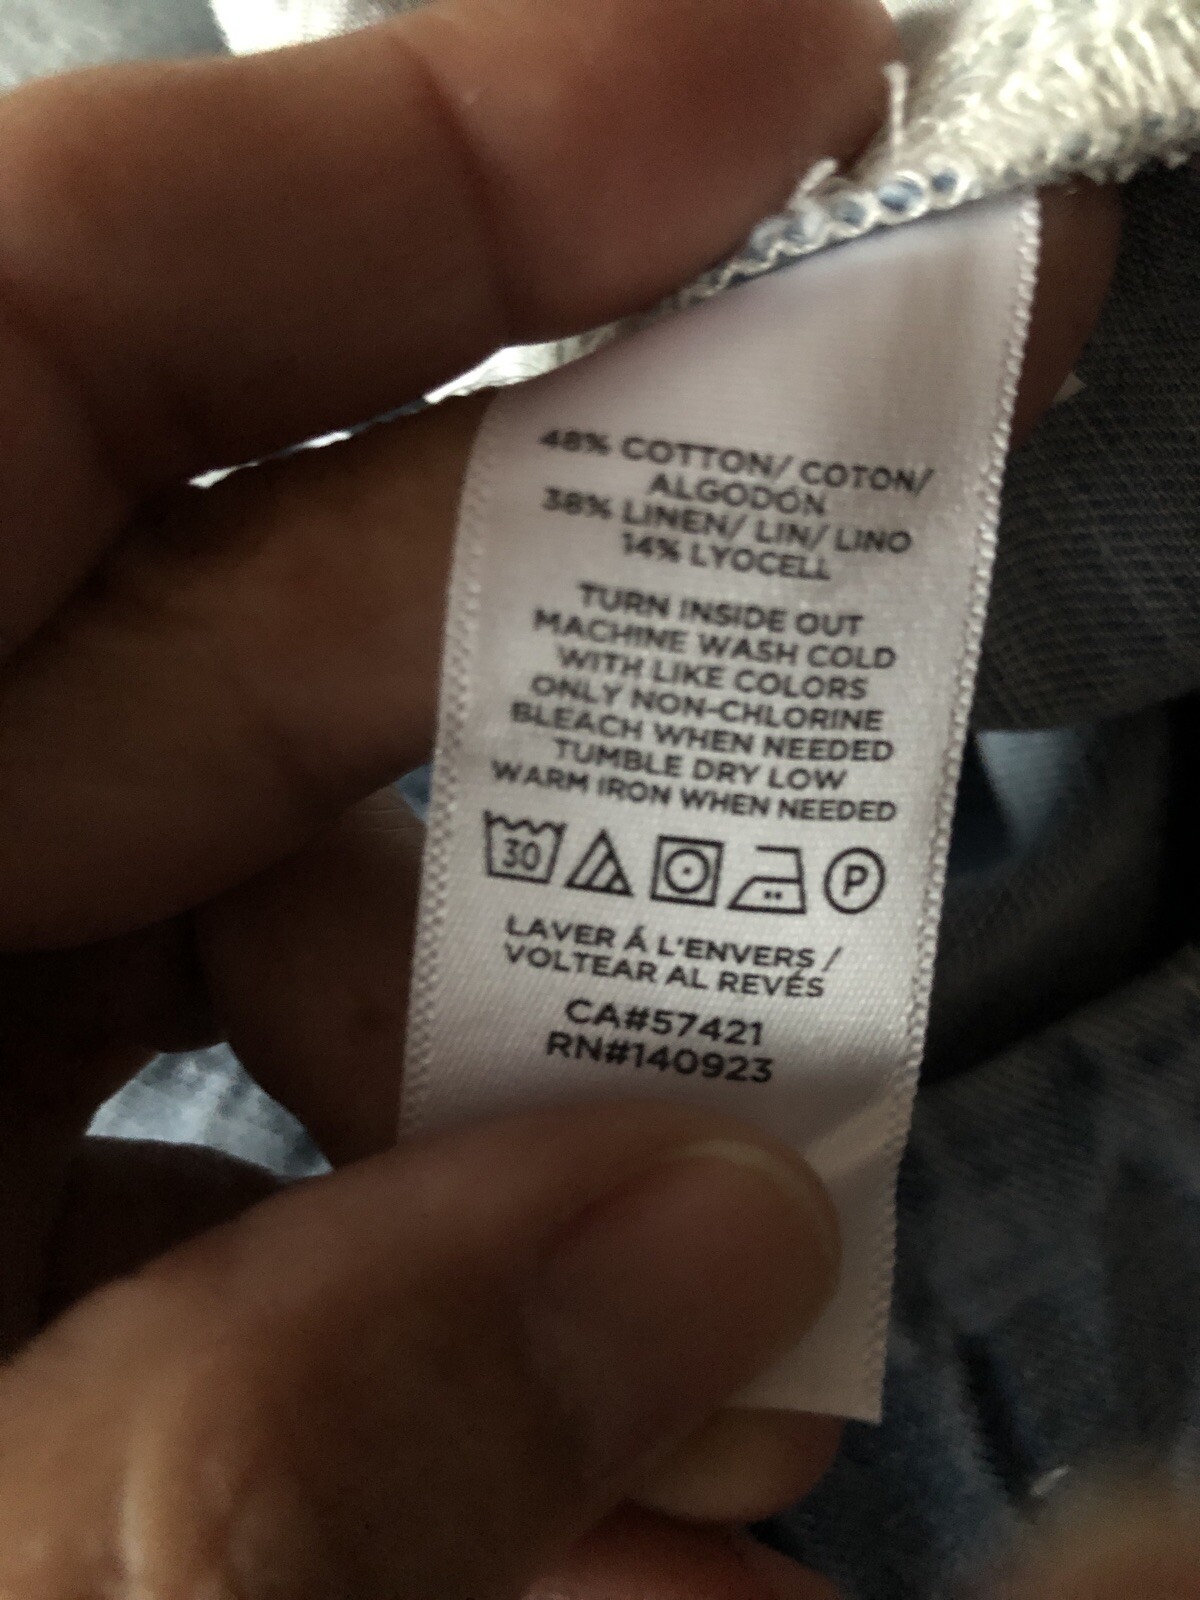 48% COTTON/ COTON/
ALGODÓN
38% LINEN/ LIN/ LINO
14% LYOCELL
TURN INSIDE OUT
MACHINE WASH COLD
WITH LIKE COLORS
ONLY NON-CHLORINE
BLEACH WHEN NEEDED
TUMBLE DRY LOW
WARM IRON WHEN NEEDED
30 P
LAVER Á L'ENVERS /
VOLTEAR AL REVÉS
CA#57421
RN#140923